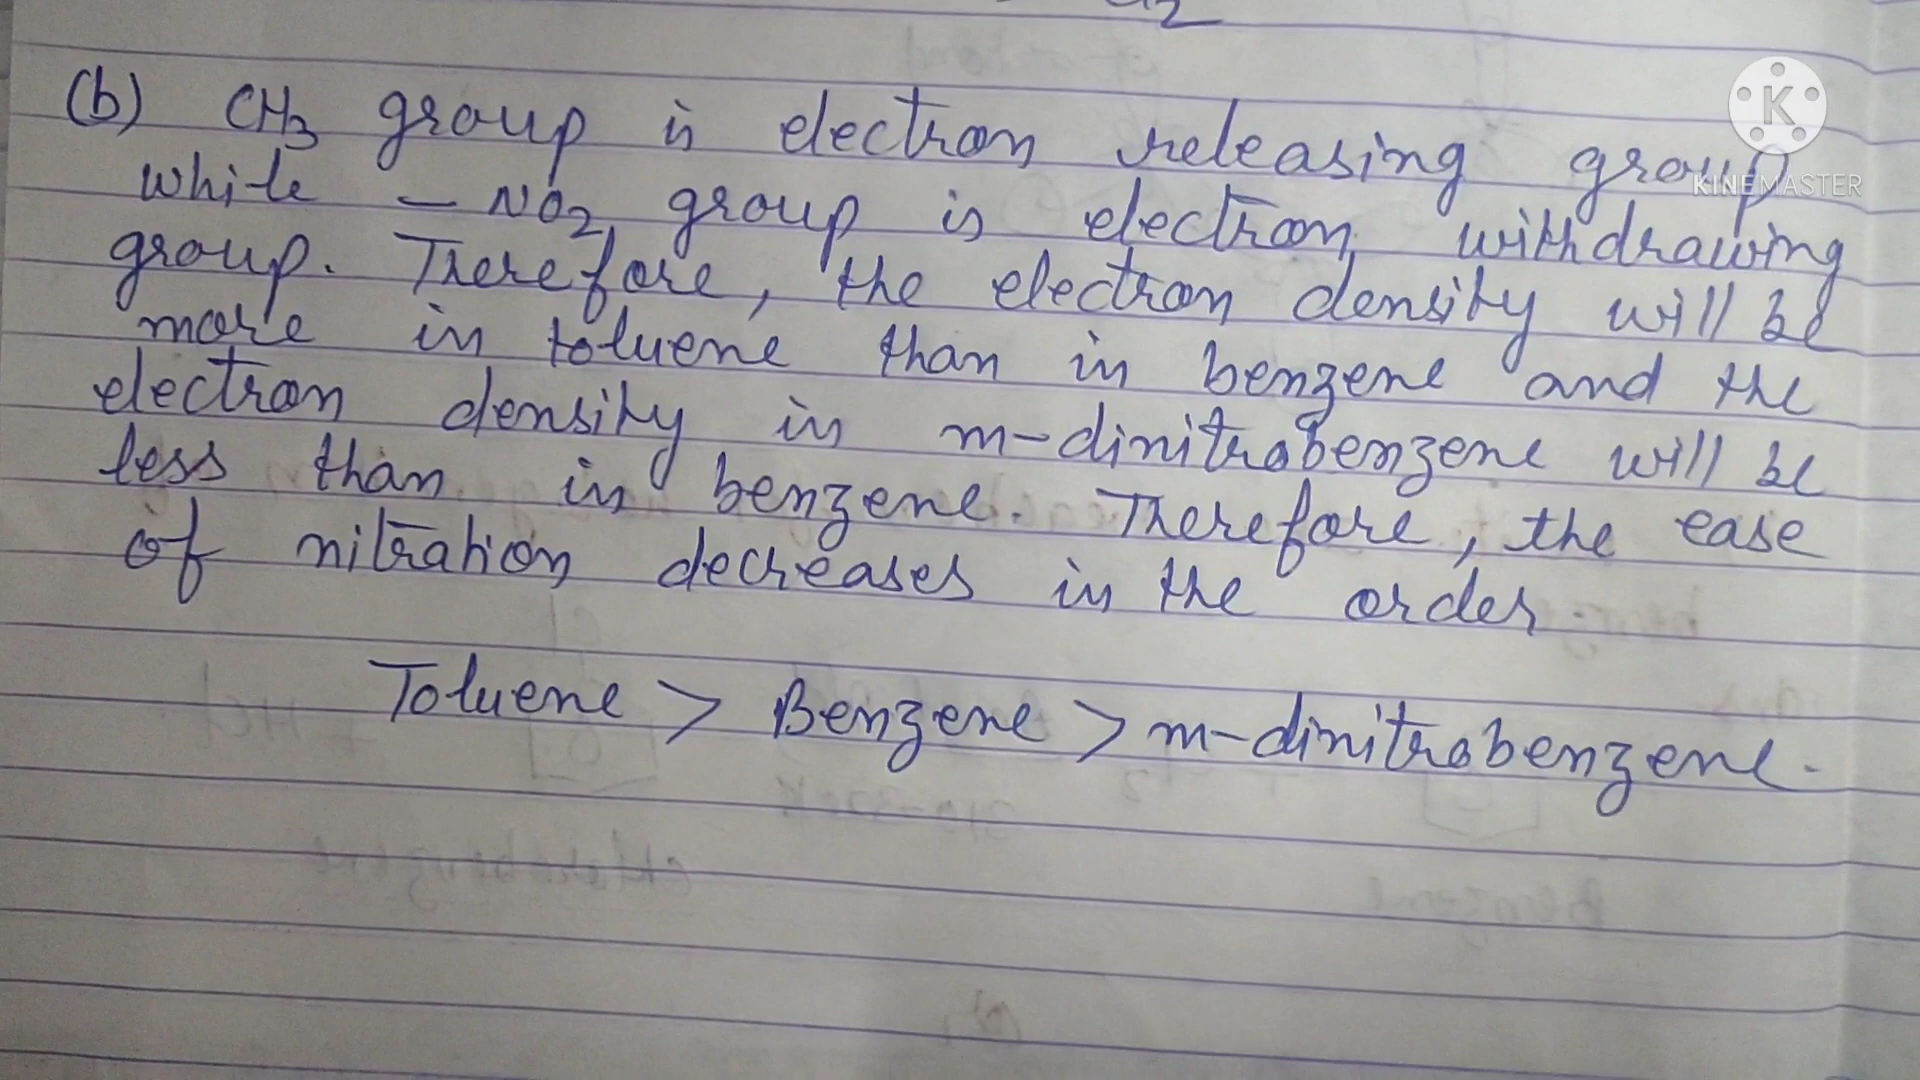 (b) CH3 group is electron releasing group
while - NO2 group is electron withdrawing
group. Therefore, the electron density will be
more in toluene than in benzene and the
electron density in m-dinitrobenzene will be
less than in benzene. Therefore, the ease
of nitration decreases in the order.
Toluene > Benzene > m-dinitrobenzene.
K
KINEMASTER